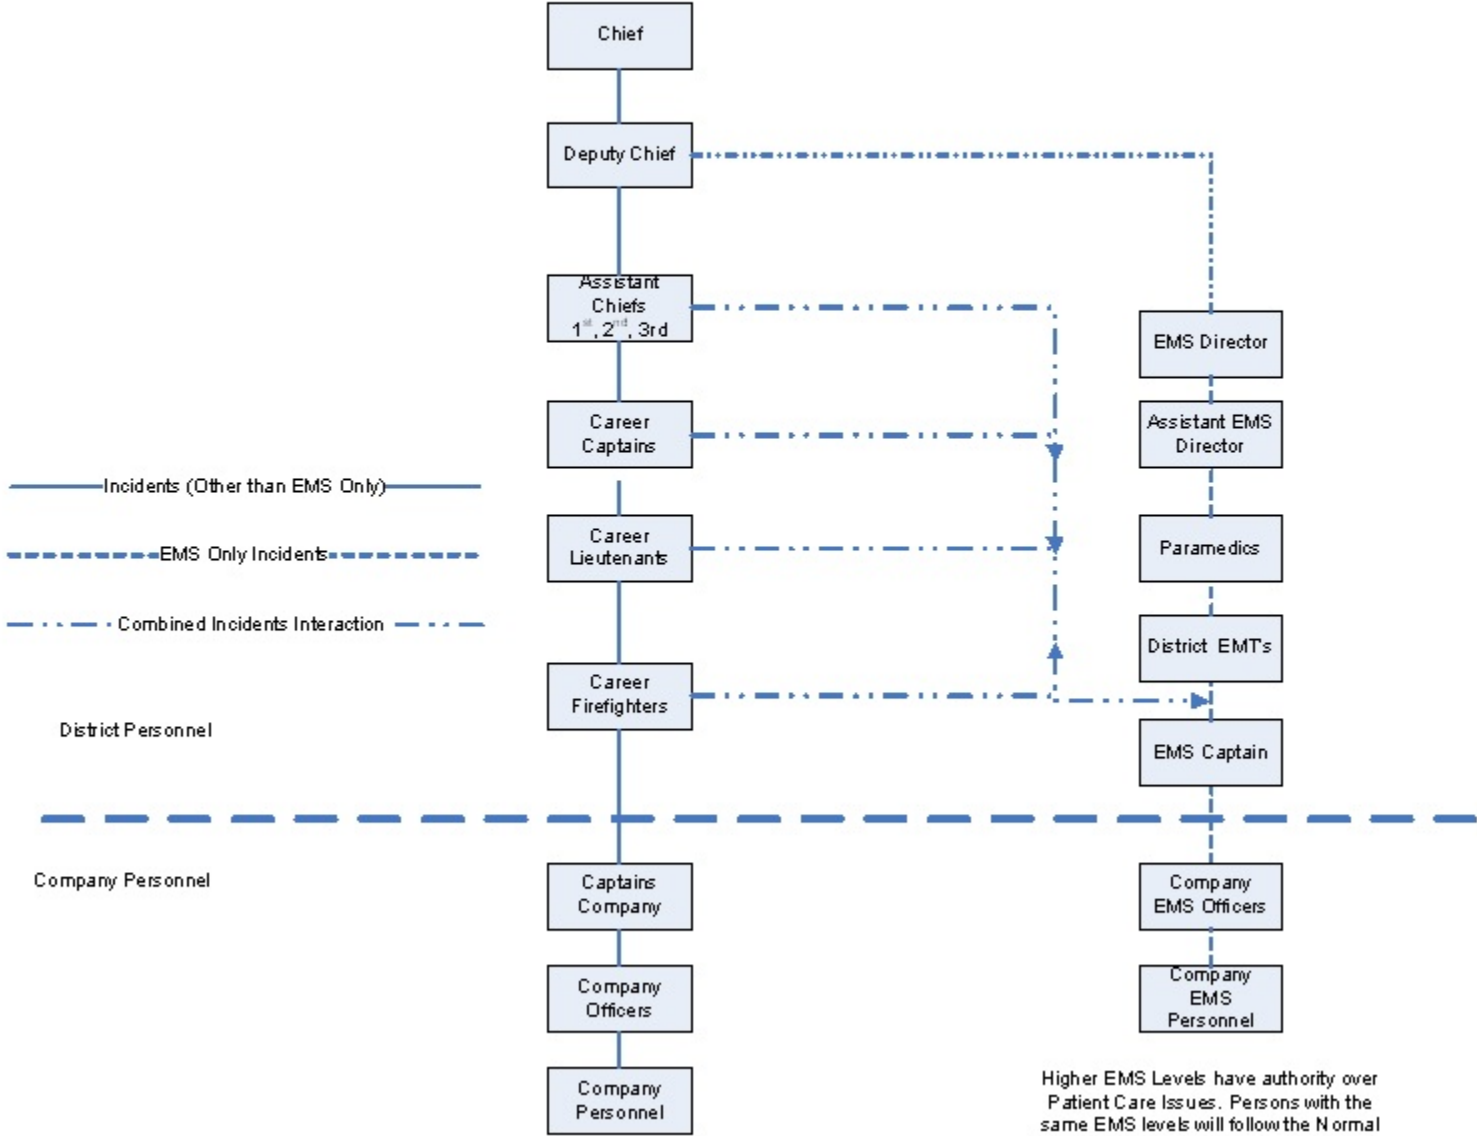 Chief
Deputy Chief
Assistant
Chiefs
1st, 2nd, 3rd
EMS Director
Career
Captains
Assistant EMS
Director
Incidents (Other than EMS Only)
Career
Lieutenants
Paramedics
EMS Only Incidents
Combined Incidents Interaction
District EMT's
Career
Firefighters
District Personnel
EMS Captain
Company Personnel
Captains
Company
Company
EMS Officers
Company
Officers
Company
EMS
Personnel
Company
Personnel
Higher EMS Levels have authority over
Patient Care Issues. Persons with the
same EMS levels will follow the Normal